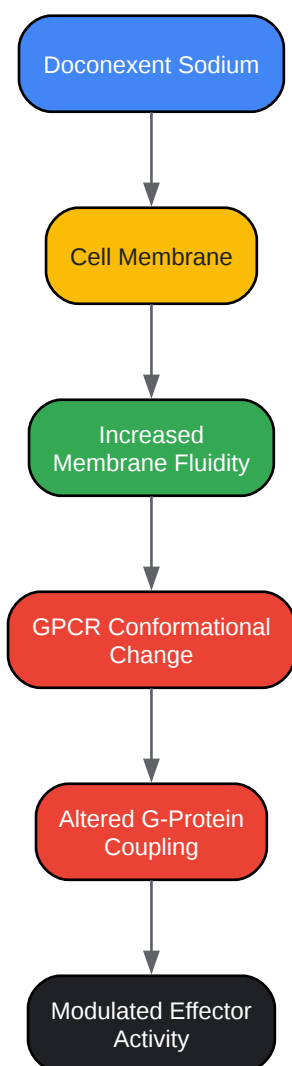 Doconexent Sodium
Cell Membrane
Increased
Membrane Fluidity
GPCR Conformational
Change
Altered G-Protein
Coupling
Modulated Effector
Activity